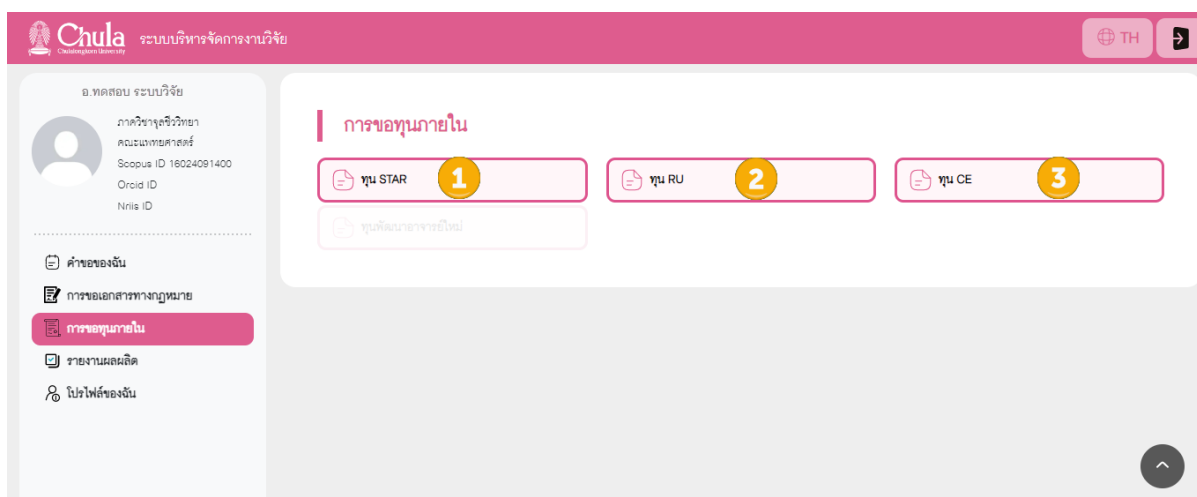 Chula
Chulalongkorn University
ระบบบริหารจัดการงานวิจัย
TH
อ.ทดสอบ ระบบวิจัย
ภาควิชาจุลชีววิทยา
คณะแพทยศาสตร์
Scopus ID 16024091400
Orcid ID
Nriis ID
คำขอของฉัน
การขอเอกสารทางกฎหมาย
การขอทุนภายใน
รายงานผลผลิต
โปรไฟล์ของฉัน
การขอทุนภายใน
ทุน STAR 1
ทุน RU 2
ทุน CE 3
ทุนพัฒนาอาจารย์ใหม่